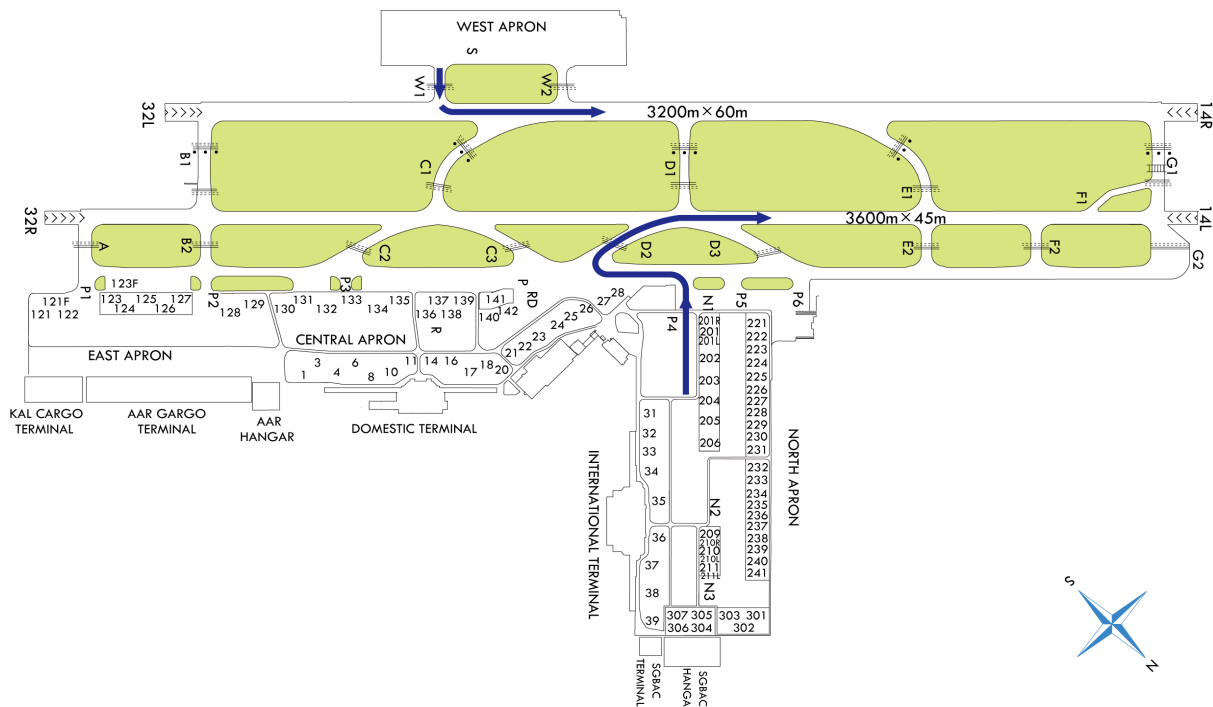 WEST APRON
S
W1
W2
32L
3200m×60m
14R
B1
C1
D1
E1
F1
G1
32R
3600m×45m
14L
A
B2
C2
C3
D2
D3
E2
F2
G2
P1
123F
P2
P3
P RD
N1
P5
P6
121F
121 122
123 125 127
124 126
128 129
130 131 132 133 134 135
136 137 138 139
R
140 141 142
EAST APRON
CENTRAL APRON
1 3 4 6 8 10 11
14 16 17 18 20
21 22 23 24 25 26 27 28
P4
201R
201
201L
202
203
204
205
206
221
222
223
224
225
226
227
228
229
230
231
232
233
234
235
236
237
238
239
240
241
31
32
33
34
35
36
37
38
39
N2
209
210R
210
210L
211
211L
N3
307 305
306 304
303 301
302
KAL CARGO
TERMINAL
AAR GARGO
TERMINAL
AAR
HANGAR
DOMESTIC TERMINAL
INTERNATIONAL TERMINAL
NORTH APRON
SGBAC
TERMINAL
SGBAC
HANGA
S
N